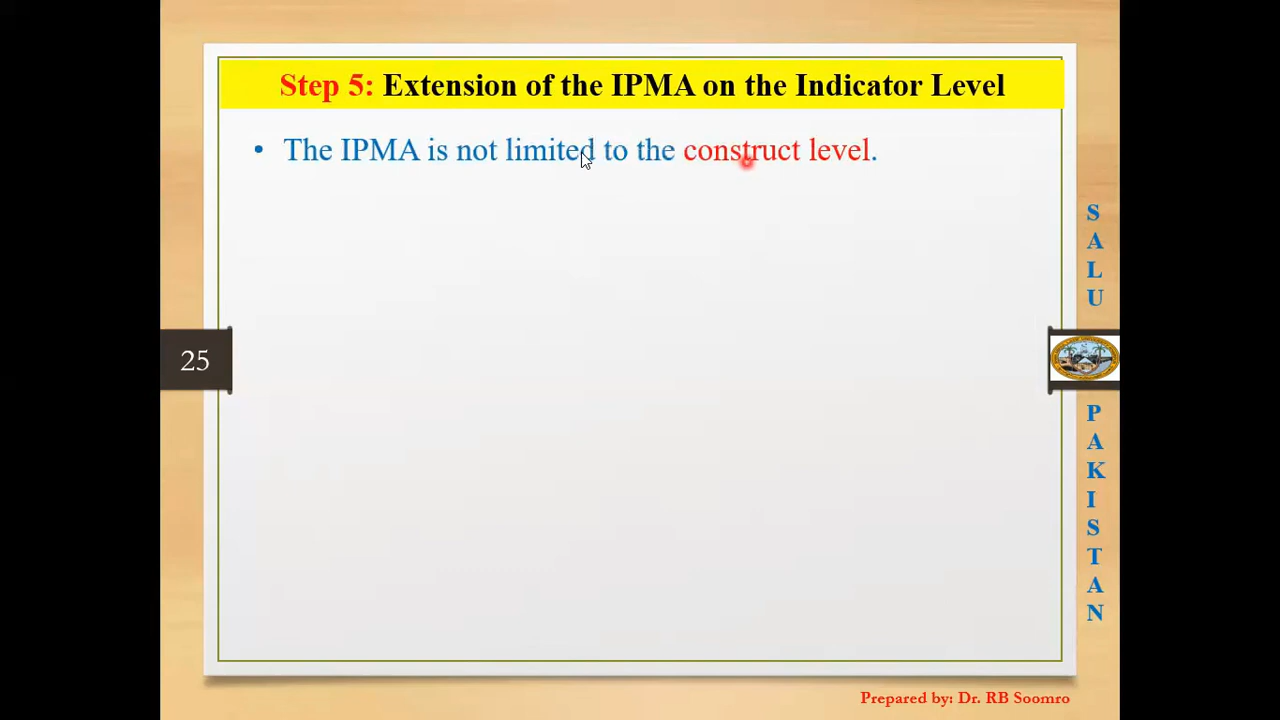 Step 5: Extension of the IPMA on the Indicator Level
• The IPMA is not limited to the construct level.
25
S
A
L
U
P
A
K
I
S
T
A
N
Prepared by: Dr. RB Soomro